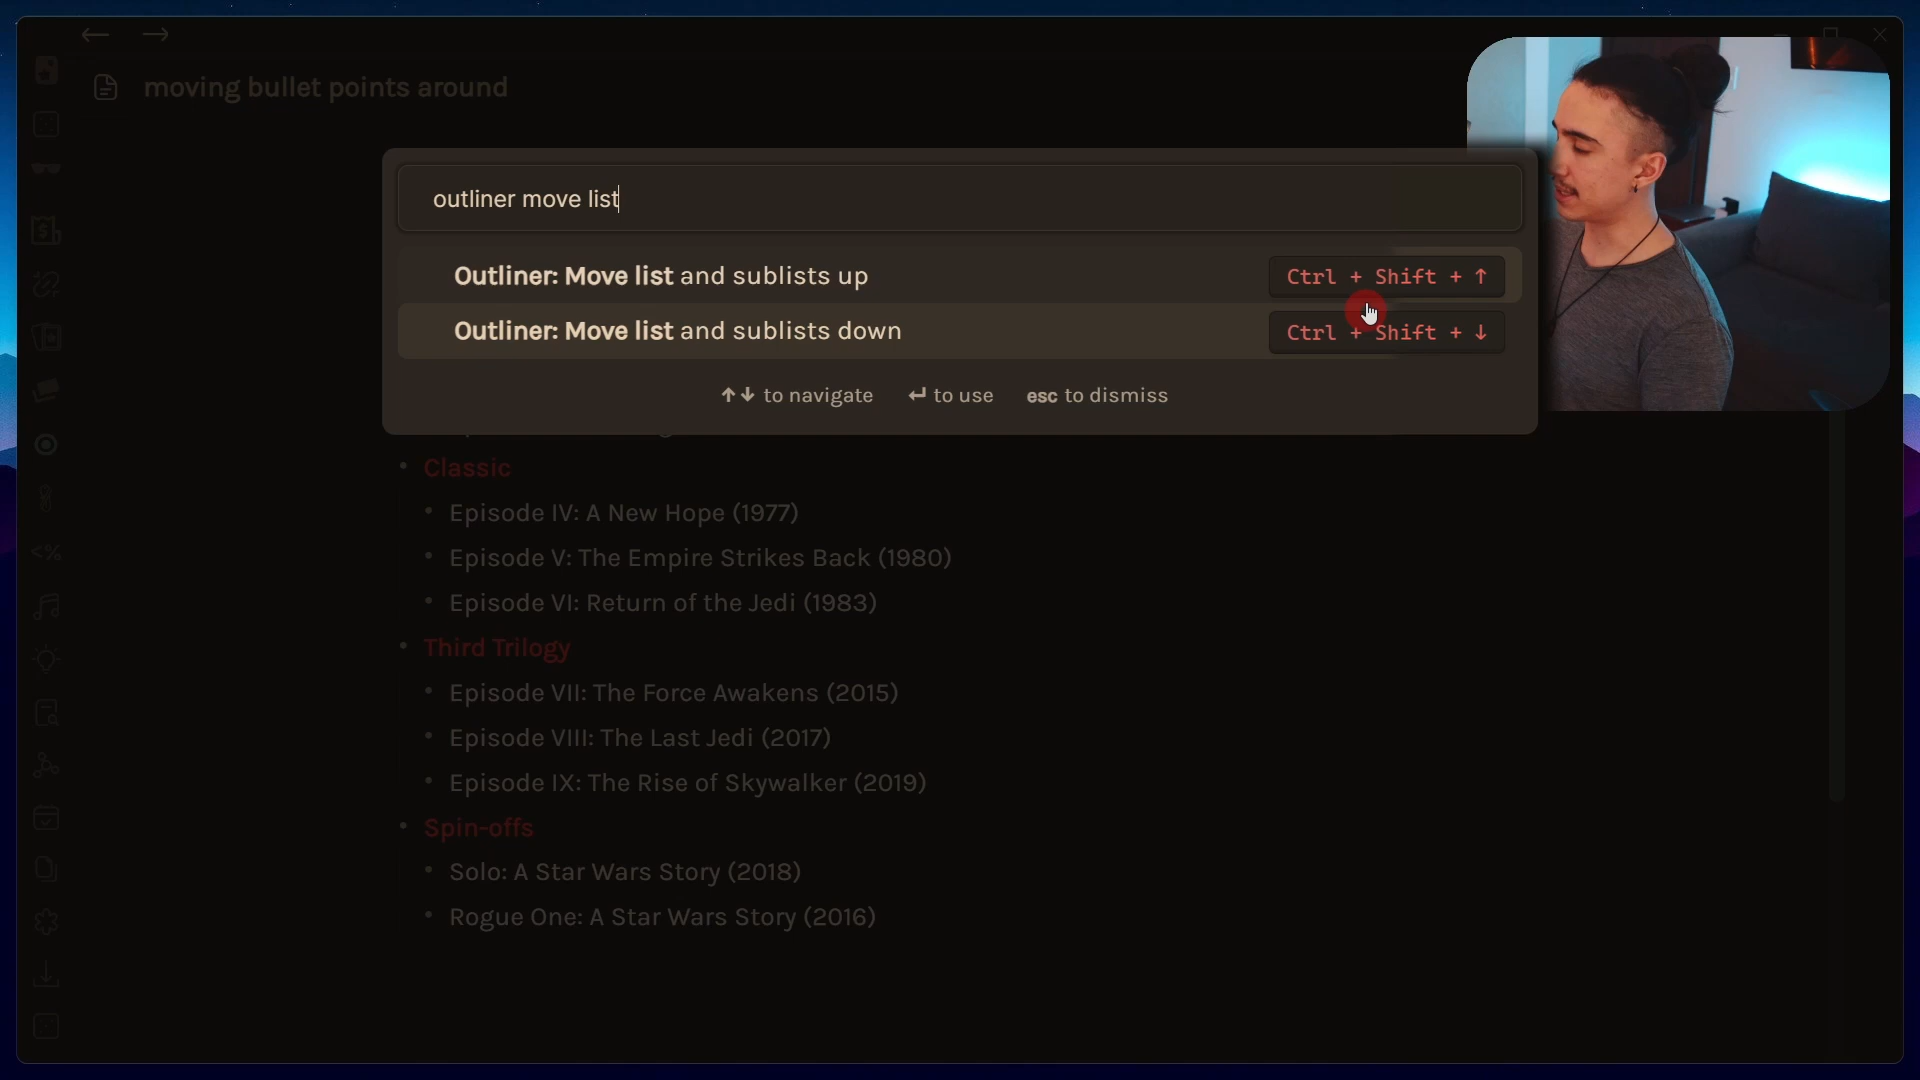 moving bullet points around
outliner move list
Outliner: Move list and sublists up
Ctrl + Shift + ↑
Outliner: Move list and sublists down
Ctrl + Shift + ↓
↑↓ to navigate ↵ to use esc to dismiss
• Classic
• Episode IV: A New Hope (1977)
• Episode V: The Empire Strikes Back (1980)
• Episode VI: Return of the Jedi (1983)
• Third Trilogy
• Episode VII: The Force Awakens (2015)
• Episode VIII: The Last Jedi (2017)
• Episode IX: The Rise of Skywalker (2019)
• Spin-offs
• Solo: A Star Wars Story (2018)
• Rogue One: A Star Wars Story (2016)
<%